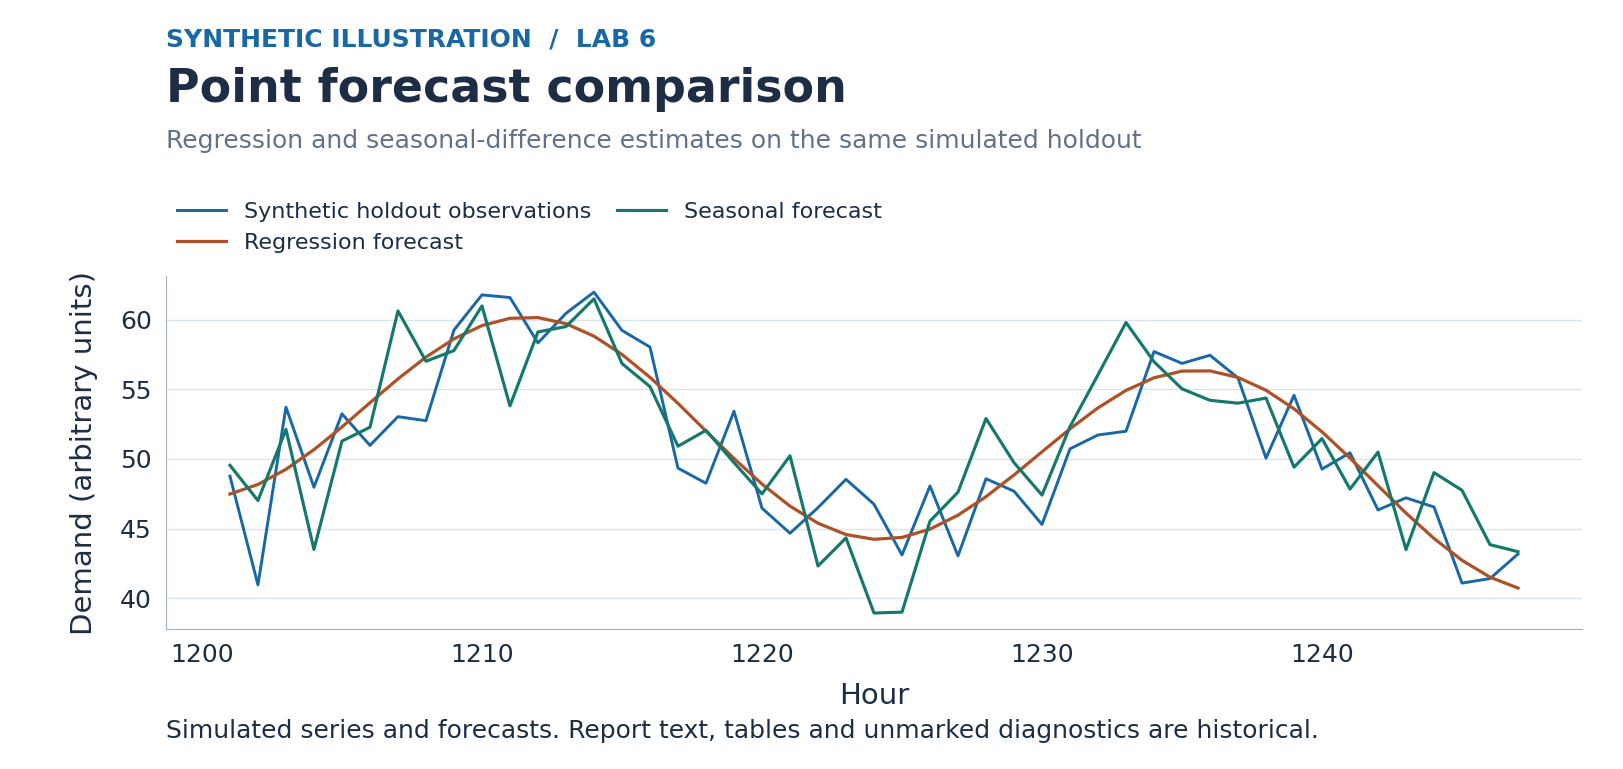 SYNTHETIC ILLUSTRATION / LAB 6
Point forecast comparison
Regression and seasonal-difference estimates on the same simulated holdout
Synthetic holdout observations
Seasonal forecast
Regression forecast
Demand (arbitrary units)
60
55
50
45
40
1200 1210 1220 1230 1240
Hour
Simulated series and forecasts. Report text, tables and unmarked diagnostics are historical.